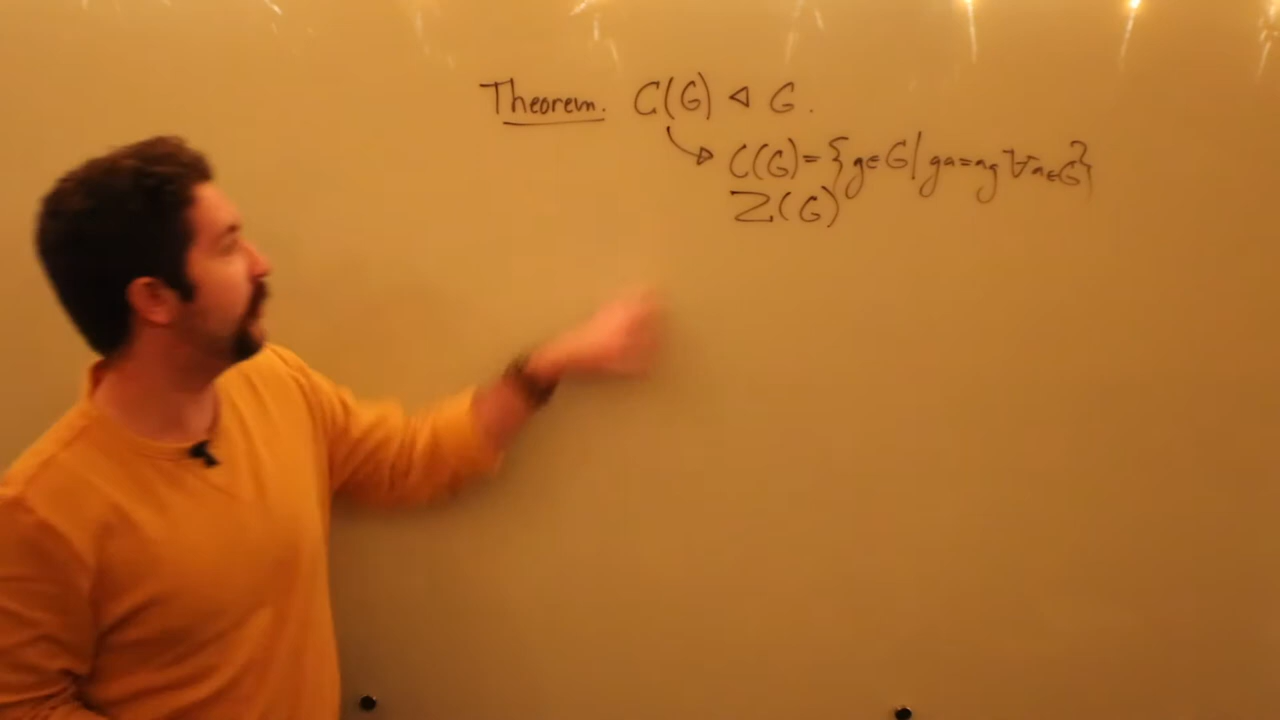 Theorem. C(G) ◁ G.
C(G)={g∈G|ga=ag ∀a∈G}
Z(G)